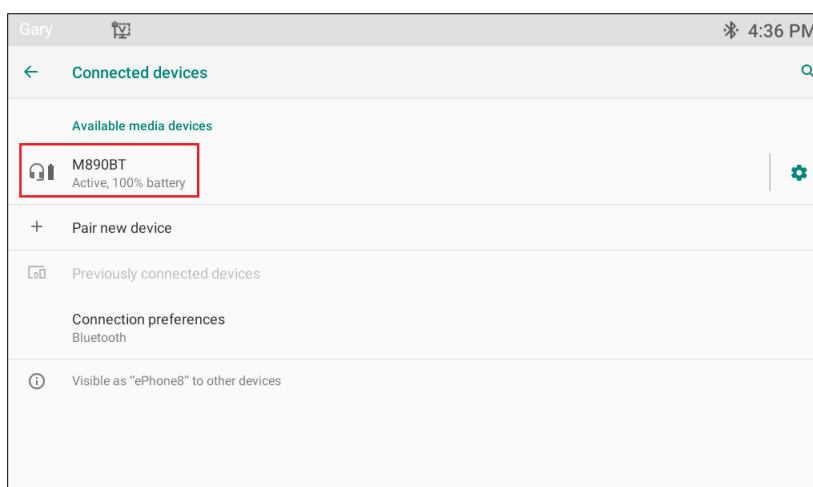 Gary
4:36 PM
Connected devices
Available media devices
M890BT
Active, 100% battery
Pair new device
Previously connected devices
Connection preferences
Bluetooth
Visible as “ePhone8” to other devices